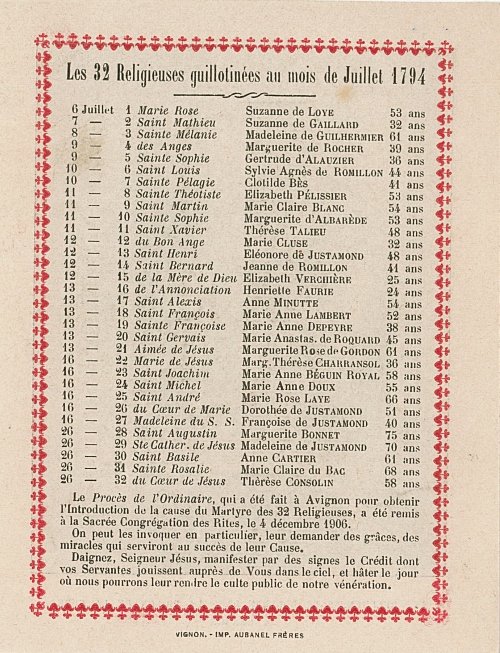 Les 32 Religieuses guillotinées au mois de Juillet 1794
6 Juillet 1 Marie Rose Suzanne de LOYE 53 ans
7 — 2 Saint Mathieu Suzanne de GAILLARD 32 ans
8 — 3 Sainte Mélanie Madeleine de GUILHERMIER 61 ans
9 — 4 des Anges Marguerite de ROCHER 39 ans
9 — 5 Sainte Sophie Gertrude d'ALAUZIER 36 ans
10 — 6 Saint Louis Sylvie Agnès de ROMILLON 44 ans
10 — 7 Sainte Pélagie Clotilde BÈS 41 ans
11 — 8 Sainte Théotiste Elizabeth PÉLISSIER 53 ans
11 — 9 Saint Martin Marie Claire BLANC 54 ans
11 — 10 Sainte Sophie Marguerite d'ALBARÈDE 53 ans
11 — 11 Saint Xavier Thérèse TALIEU 48 ans
12 — 12 du Bon Ange Marie CLUSE 32 ans
12 — 13 Saint Henri Eléonore de JUSTAMOND 48 ans
12 — 14 Saint Bernard Jeanne de ROMILLON 41 ans
12 — 15 de la Mère de Dieu Elizabeth VERCHIÈRE 25 ans
13 — 16 de l'Annonciation Henriette FAURIE 24 ans
13 — 17 Saint Alexis Anne MINUTTE 54 ans
13 — 18 Saint François Marie Anne LAMBERT 52 ans
13 — 19 Sainte Françoise Marie Anne DEPEYRE 38 ans
13 — 20 Saint Gervais Marie Anastas. de ROQUARD 45 ans
13 — 21 Aimée de Jésus Marguerite Rose de GORDON 61 ans
16 — 22 Marie de Jésus Marg. Thérèse CHARRANSOL 36 ans
16 — 23 Saint Joachim Marie Anne BÉGUIN ROYAL 58 ans
16 — 24 Saint Michel Marie Anne DOUX 55 ans
16 — 25 Saint André Marie Rose LAYE 66 ans
16 — 26 du Cœur de Marie Dorothée de JUSTAMOND 51 ans
16 — 27 Madeleine du S. S. Françoise de JUSTAMOND 40 ans
26 — 28 Saint Augustin Marguerite BONNET 75 ans
26 — 29 Ste Cather. de Jésus Madeleine de JUSTAMOND 70 ans
26 — 30 Saint Basile Anne CARTIER 61 ans
26 — 31 Sainte Rosalie Marie Claire du BAC 68 ans
26 — 32 du Cœur de Jésus Thèrèse CONSOLIN 58 ans
Le Procès de l'Ordinaire, qui a été fait à Avignon pour obtenir
l'Introduction de la cause du Martyre des 32 Religieuses, a été remis
à la Sacrée Congrégation des Rites, le 4 décembre 1906.
On peut les invoquer en particulier, leur demander des grâces, des
miracles qui serviront au succès de leur Cause.
Daignez, Seigneur Jésus, manifester par des signes le Crédit dont
vos Servantes jouissent auprès de Vous dans le ciel, et hâter le jour
où nous pourrons leur rendre le culte public de notre vénération.
VIGNON. - IMP. AUBANEL FRÈRES